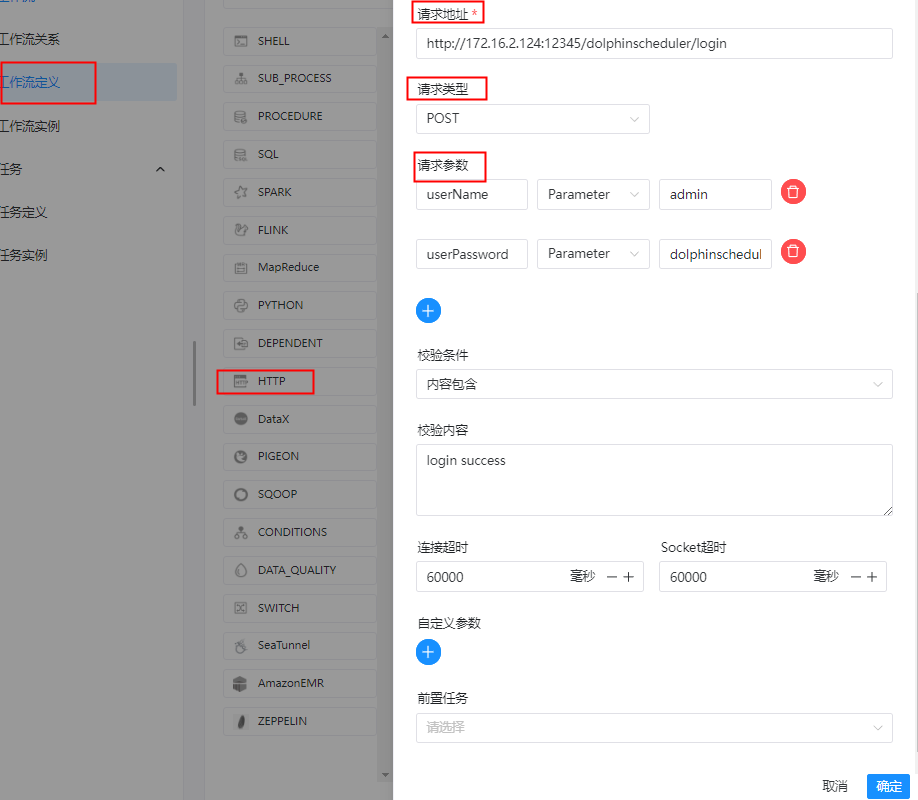 工作流关系
工作流定义
工作流实例
任务
任务定义
任务实例
SHELL
SUB_PROCESS
PROCEDURE
SQL
SPARK
FLINK
MapReduce
PYTHON
DEPENDENT
HTTP
DataX
PIGEON
SQOOP
CONDITIONS
DATA_QUALITY
SWITCH
SeaTunnel
AmazonEMR
ZEPPELIN
请求地址 *
http://172.16.2.124:12345/dolphinscheduler/login
请求类型
POST
请求参数
userName Parameter admin
userPassword Parameter dolphinschedul
校验条件
内容包含
校验内容
login success
连接超时 Socket超时
60000 毫秒 60000 毫秒
自定义参数
前置任务
请选择
取消 确定